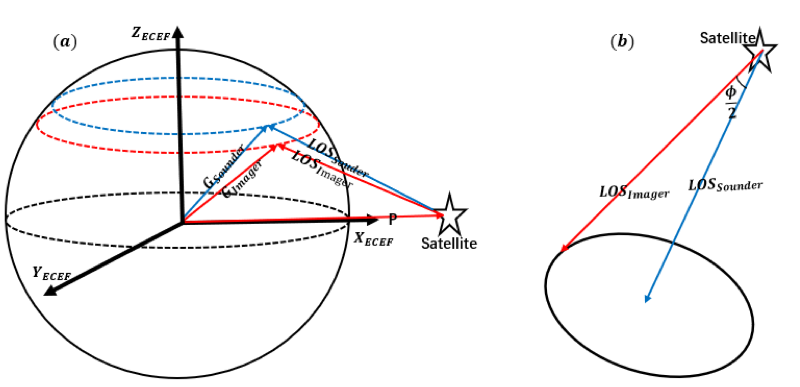 (a)
Z_ECEF
G_Sounder
G_Imager
LOS_Sounder
LOS_Imager
P
X_ECEF
Satellite
Y_ECEF
(b)
Satellite
ϕ
2
LOS_Imager
LOS_Sounder